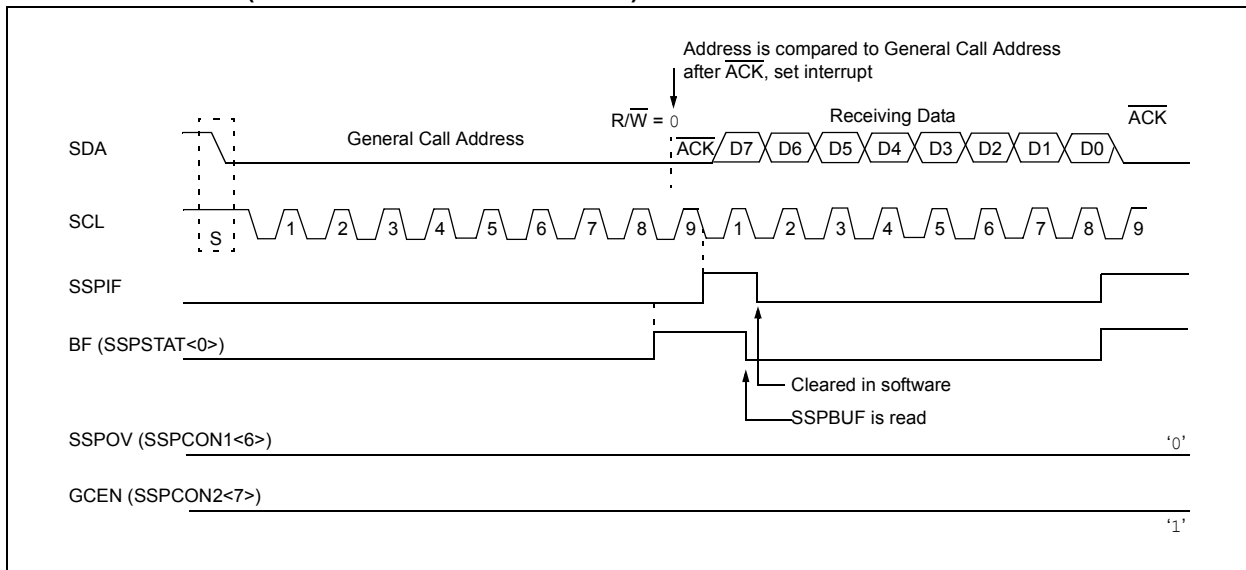 Address is compared to General Call Address
after ACK, set interrupt
R/W = 0
Receiving Data
ACK
General Call Address
SDA
ACK D7 D6 D5 D4 D3 D2 D1 D0
SCL
S
1 2 3 4 5 6 7 8 9 1 2 3 4 5 6 7 8 9
SSPIF
BF (SSPSTAT<0>)
Cleared in software
SSPBUF is read
SSPOV (SSPCON1<6>)
‘0’
GCEN (SSPCON2<7>)
‘1’